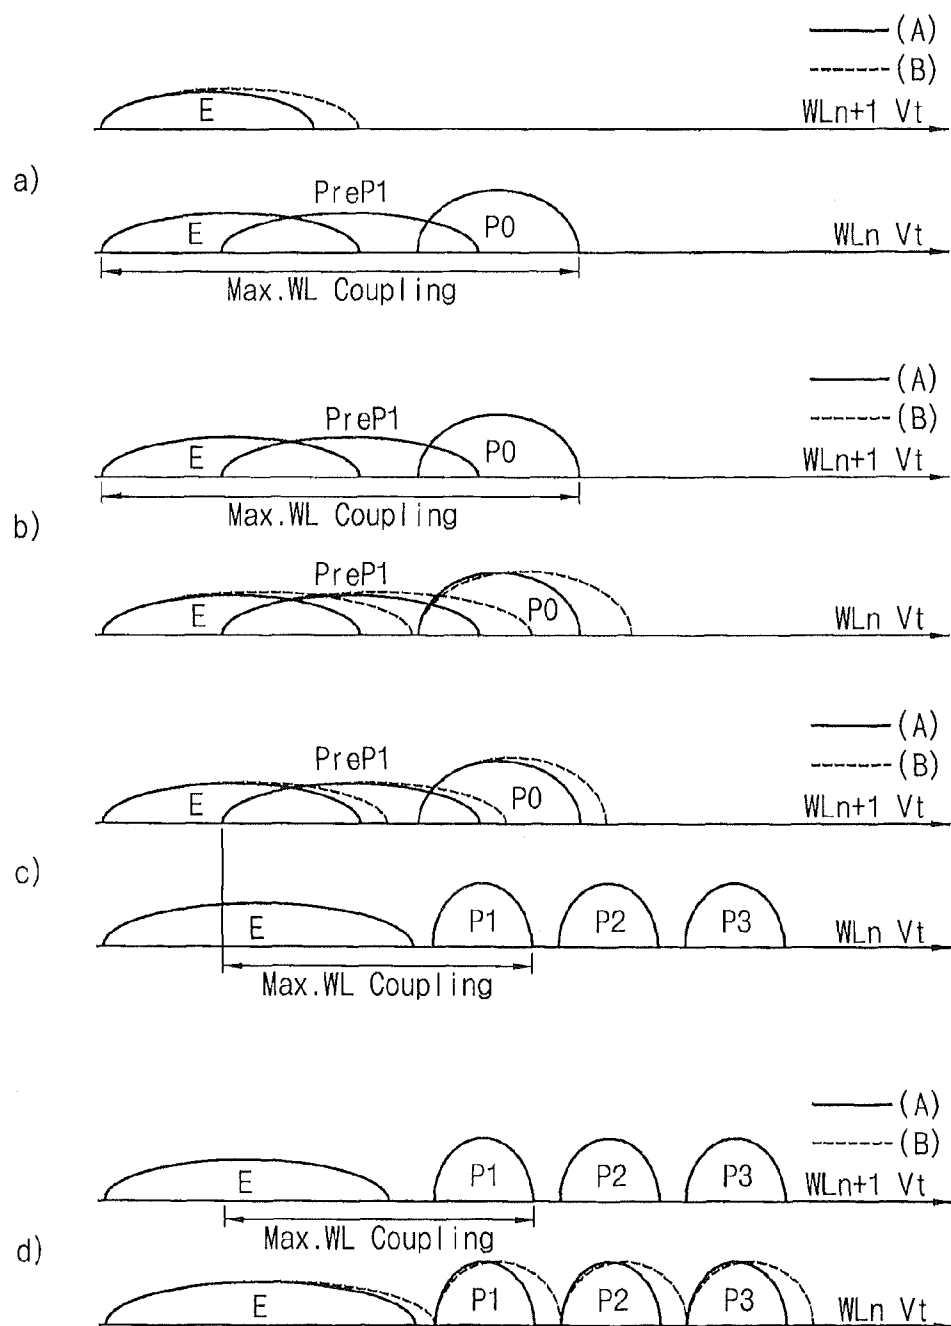 (A)
(B)
E
WLn+1 Vt
a)
PreP1
E
P0
WLn Vt
Max.WL Coupling
(A)
(B)
PreP1
E
P0
WLn+1 Vt
Max.WL Coupling
b)
PreP1
E
P0
WLn Vt
(A)
(B)
PreP1
E
P0
WLn+1 Vt
c)
E
P1
P2
P3
WLn Vt
Max.WL Coupling
(A)
(B)
E
P1
P2
P3
WLn+1 Vt
Max.WL Coupling
d)
E
P1
P2
P3
WLn Vt